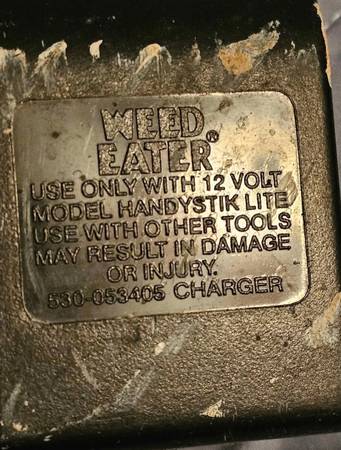 WEED
EATER®
USE ONLY WITH 12 VOLT
MODEL HANDYSTIK LITE
USE WITH OTHER TOOLS
MAY RESULT IN DAMAGE
OR INJURY.
530-053405 CHARGER